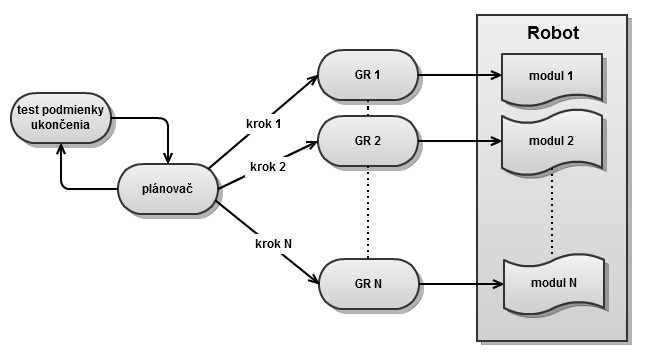 Robot
GR 1
modul 1
test podmienky
ukončenia
krok 1
GR 2
modul 2
krok 2
plánovač
krok N
GR N
modul N